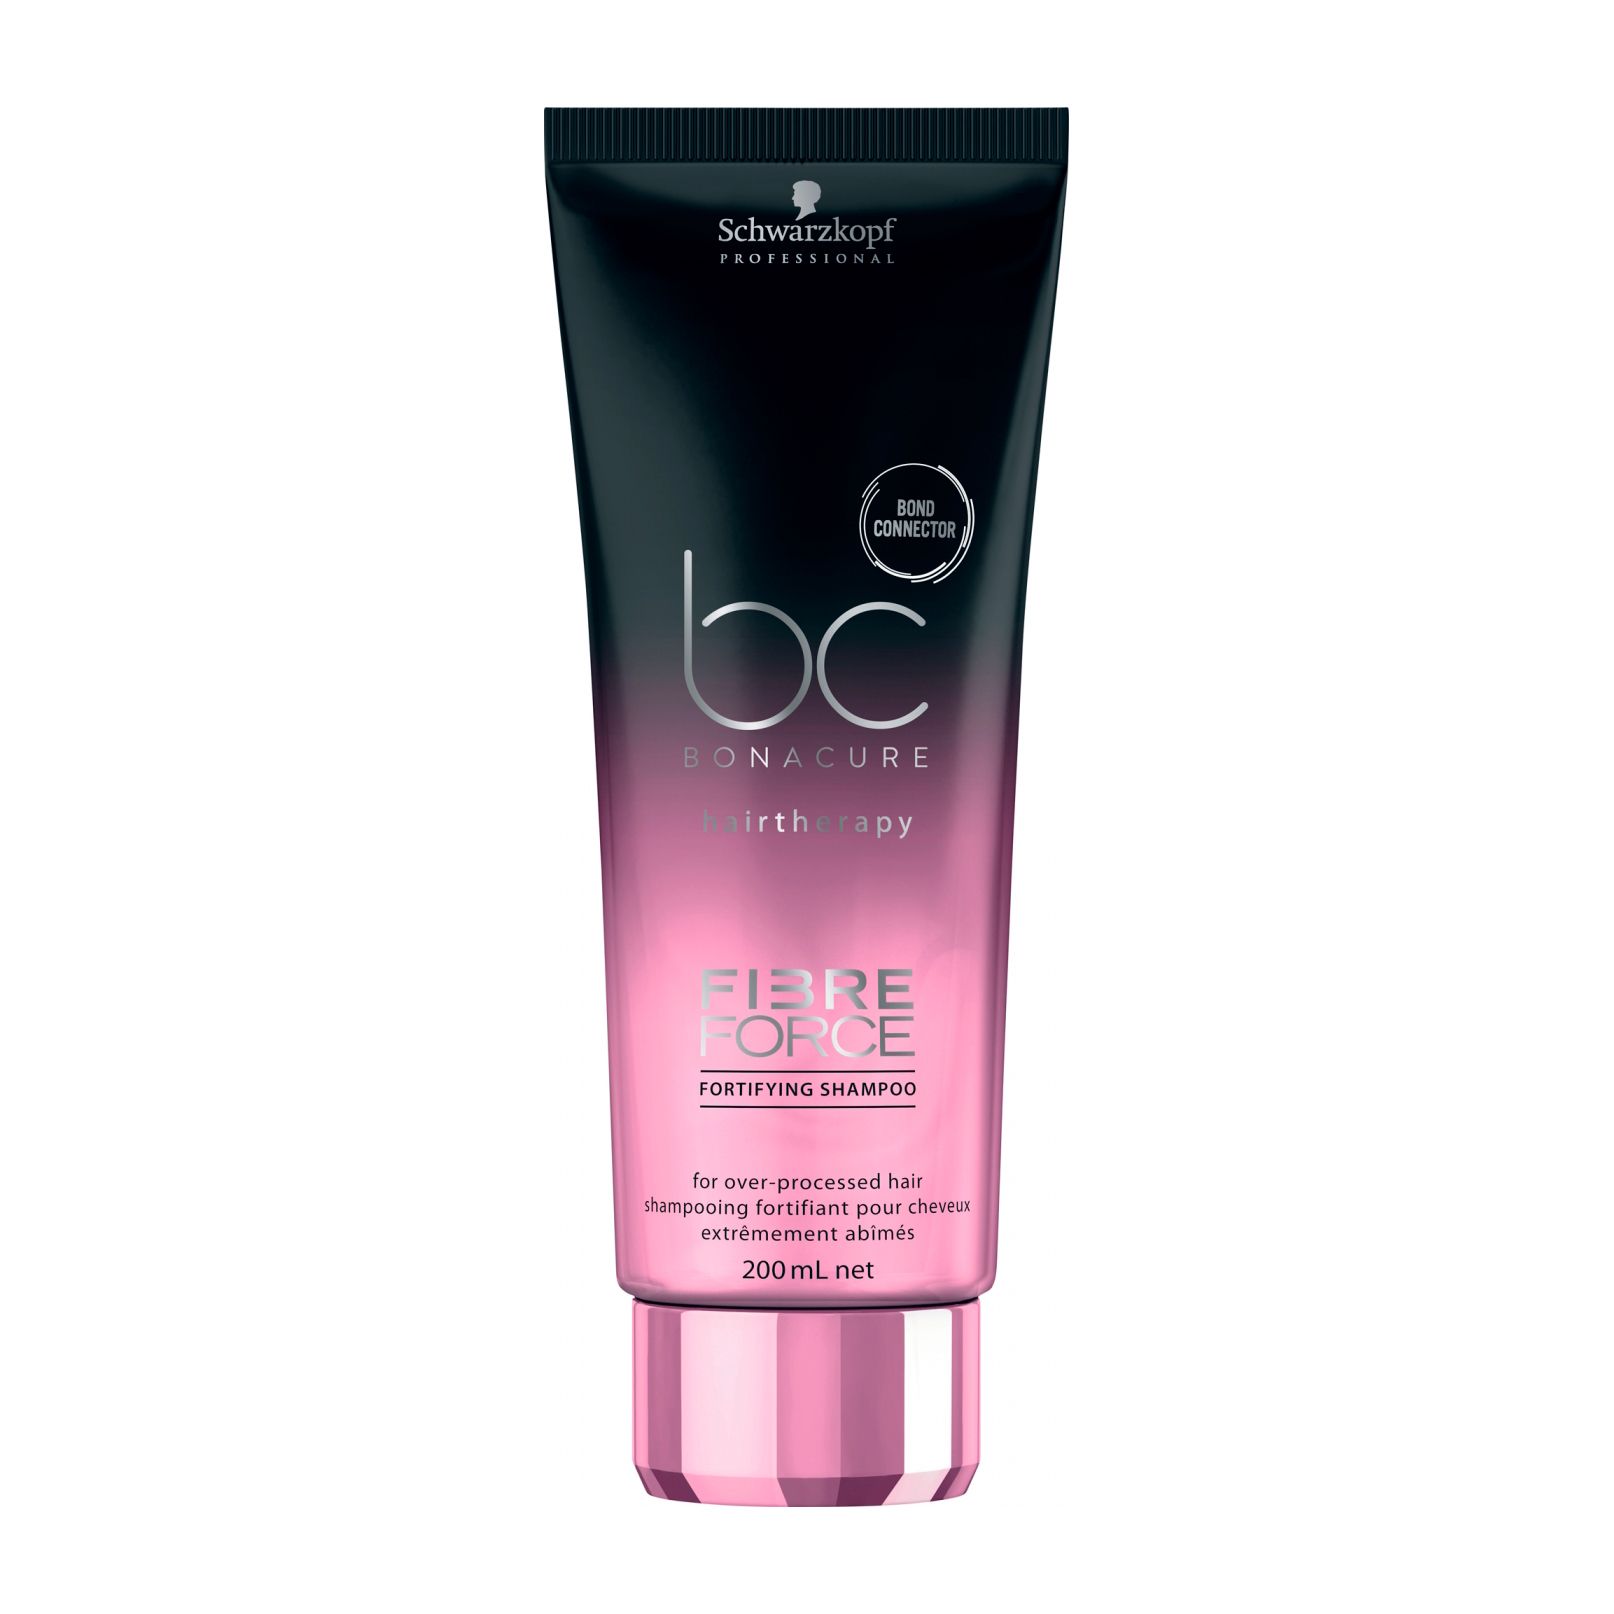 Schwarzkopf
PROFESSIONAL
BOND
CONNECTOR
bc
BONACURE
hairtherapy
FIBRE
FORCE
FORTIFYING SHAMPOO
for over-processed hair
shampooing fortifiant pour cheveux
extrêmement abîmés
200 mL net